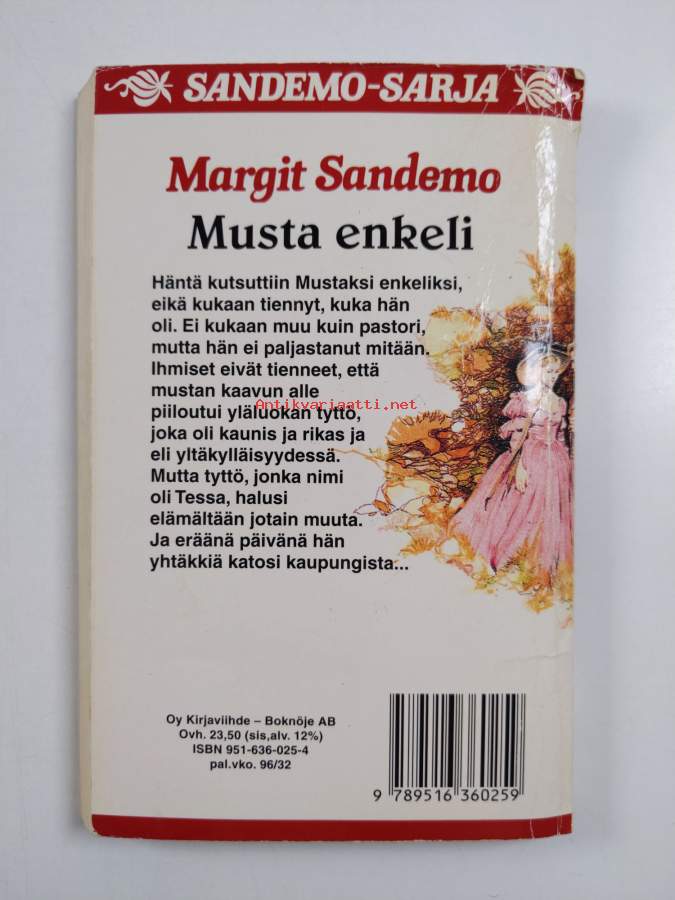 SANDEMO-SARJA
Margit Sandemo
Musta enkeli
Häntä kutsuttiin Mustaksi enkeliksi,
eikä kukaan tiennyt, kuka hän
oli. Ei kukaan muu kuin pastori,
mutta hän ei paljastanut mitään.
Ihmiset eivät tienneet, että
mustan kaavun alle
piiloutui yläluokan tyttö,
Antikvariaatti.net
joka oli kaunis ja rikas ja
eli yltäkylläisyydessä.
Mutta tyttö, jonka nimi
oli Tessa, halusi
elämältään jotain muuta.
Ja eräänä päivänä hän
yhtäkkiä katosi kaupungista...
Oy Kirjaviihde – Boknöje AB
Ovh. 23,50 (sis,alv. 12%)
ISBN 951-636-025-4
pal.vko. 96/32
9 789516 360259